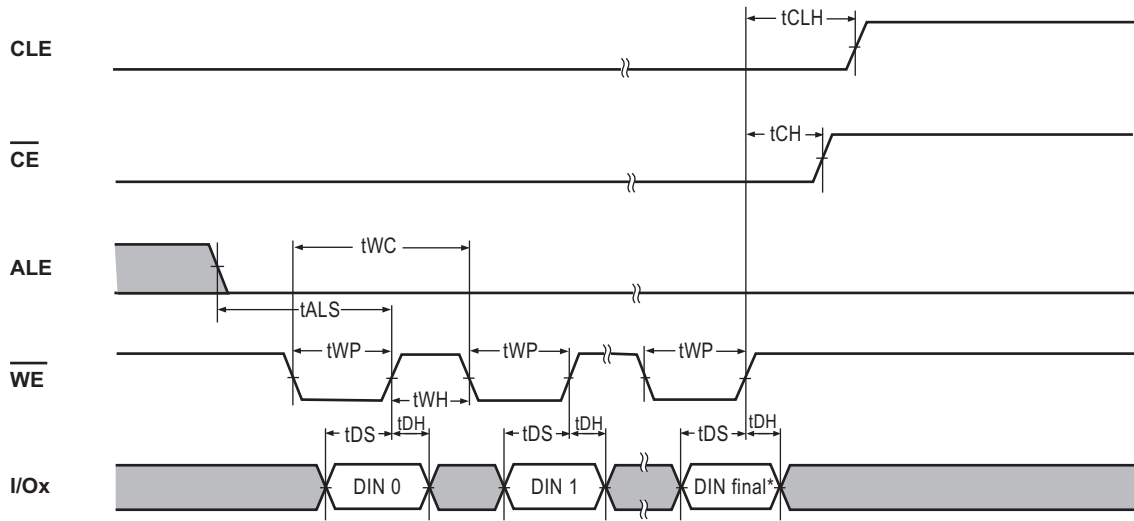 tCLH
CLE
tCH
CE
tWC
ALE
tALS
tWP tWP tWP
WE
tWH
tDS tDH tDS tDH tDS tDH
I/Ox DIN 0 DIN 1 DIN final*